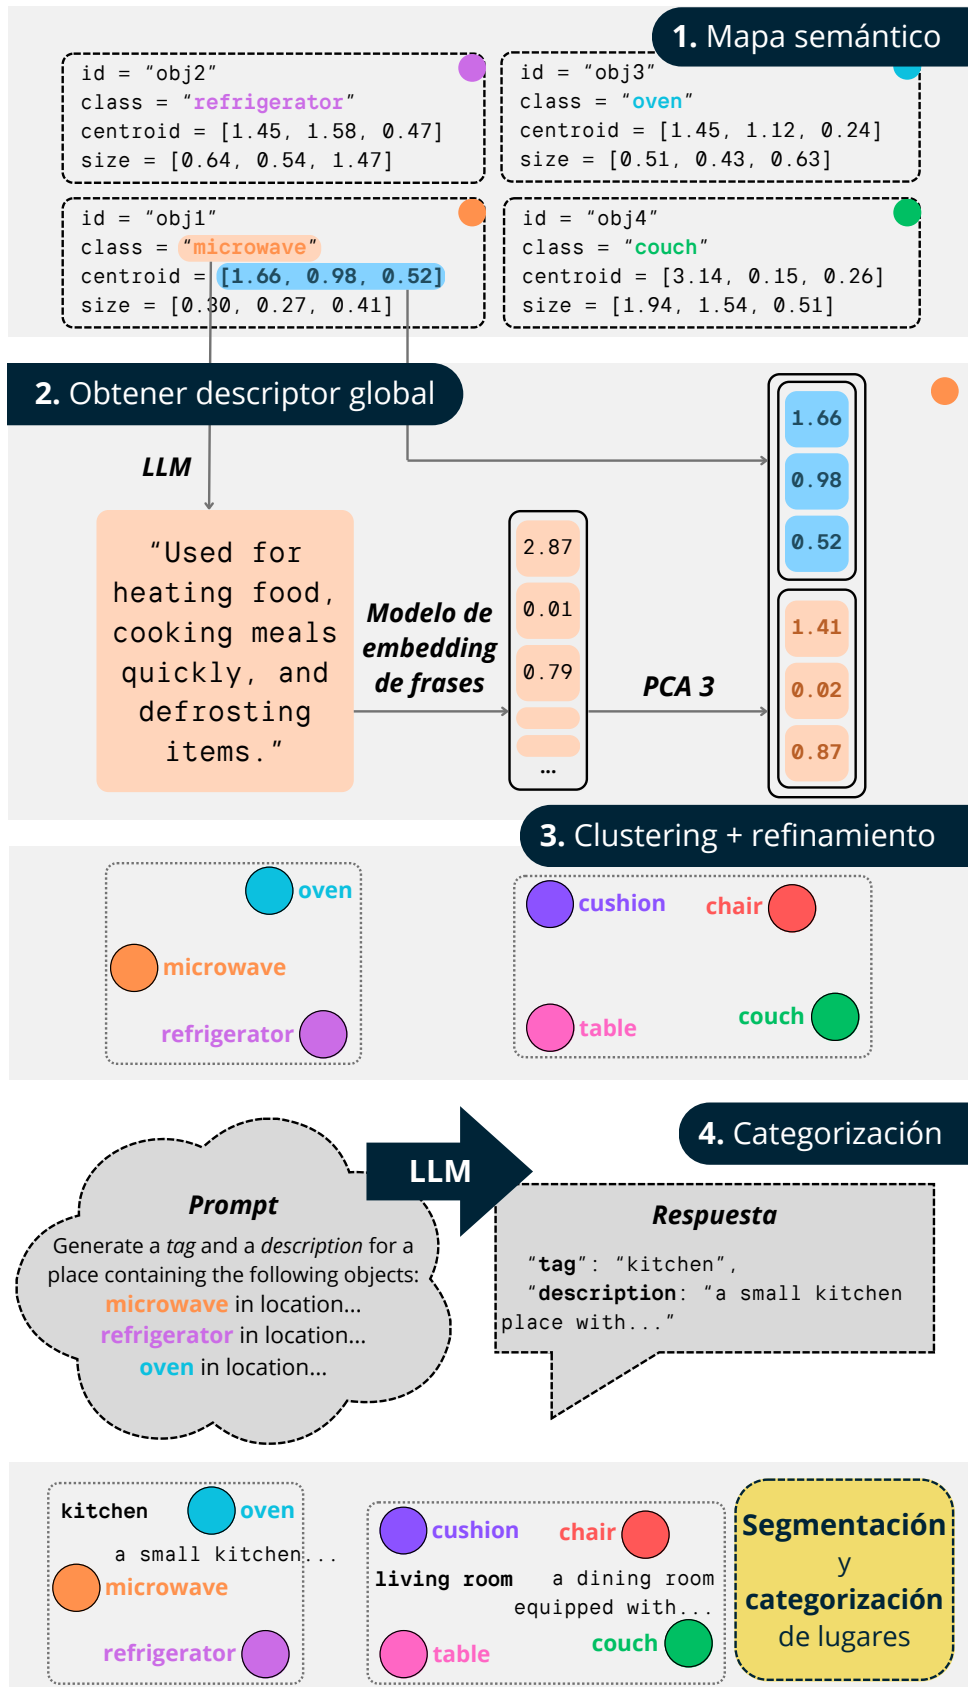 1. Mapa semántico
id = “obj2”
class = “refrigerator”
centroid = [1.45, 1.58, 0.47]
size = [0.64, 0.54, 1.47]
id = “obj3”
class = “oven”
centroid = [1.45, 1.12, 0.24]
size = [0.51, 0.43, 0.63]
id = “obj1”
class = “microwave”
centroid = [1.66, 0.98, 0.52]
size = [0.30, 0.27, 0.41]
id = “obj4”
class = “couch”
centroid = [3.14, 0.15, 0.26]
size = [1.94, 1.54, 0.51]
2. Obtener descriptor global
LLM
“Used for
heating food,
cooking meals
quickly, and
defrosting
items.”
Modelo de
embedding
de frases
2.87
0.01
0.79
...
PCA 3
1.66
0.98
0.52
1.41
0.02
0.87
3. Clustering + refinamiento
oven
microwave
refrigerator
cushion
chair
table
couch
4. Categorización
LLM
Prompt
Generate a tag and a description for a
place containing the following objects:
microwave in location...
refrigerator in location...
oven in location...
Respuesta
“tag”: “kitchen”,
“description: “a small kitchen
place with...”
kitchen
oven
a small kitchen...
microwave
refrigerator
cushion
chair
living room
a dining room
equipped with...
table
couch
Segmentación
y
categorización
de lugares